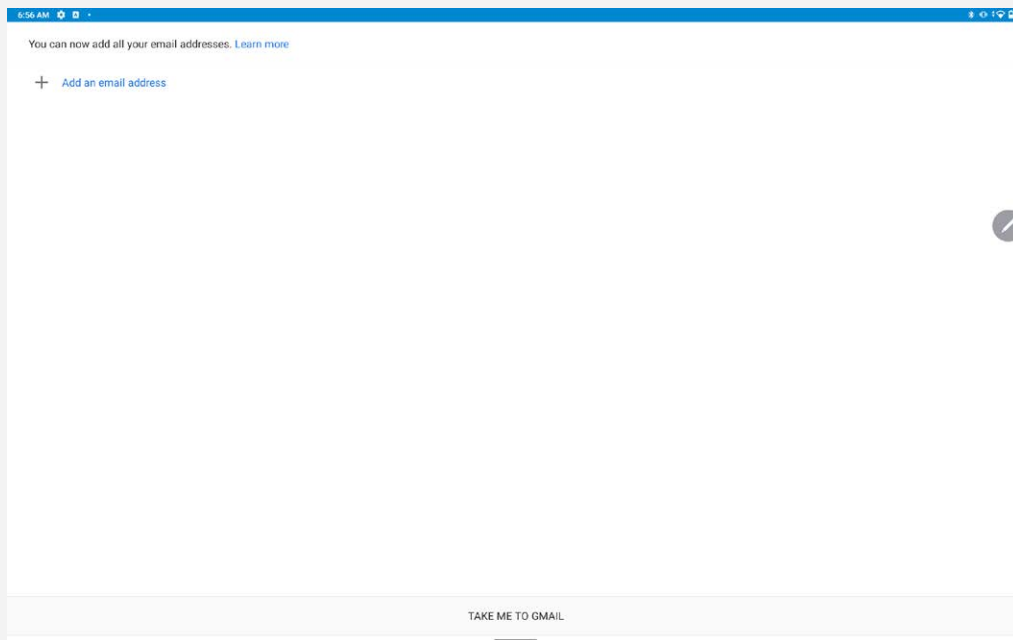 6:56 AM
You can now add all your email addresses. Learn more
Add an email address
TAKE ME TO GMAIL